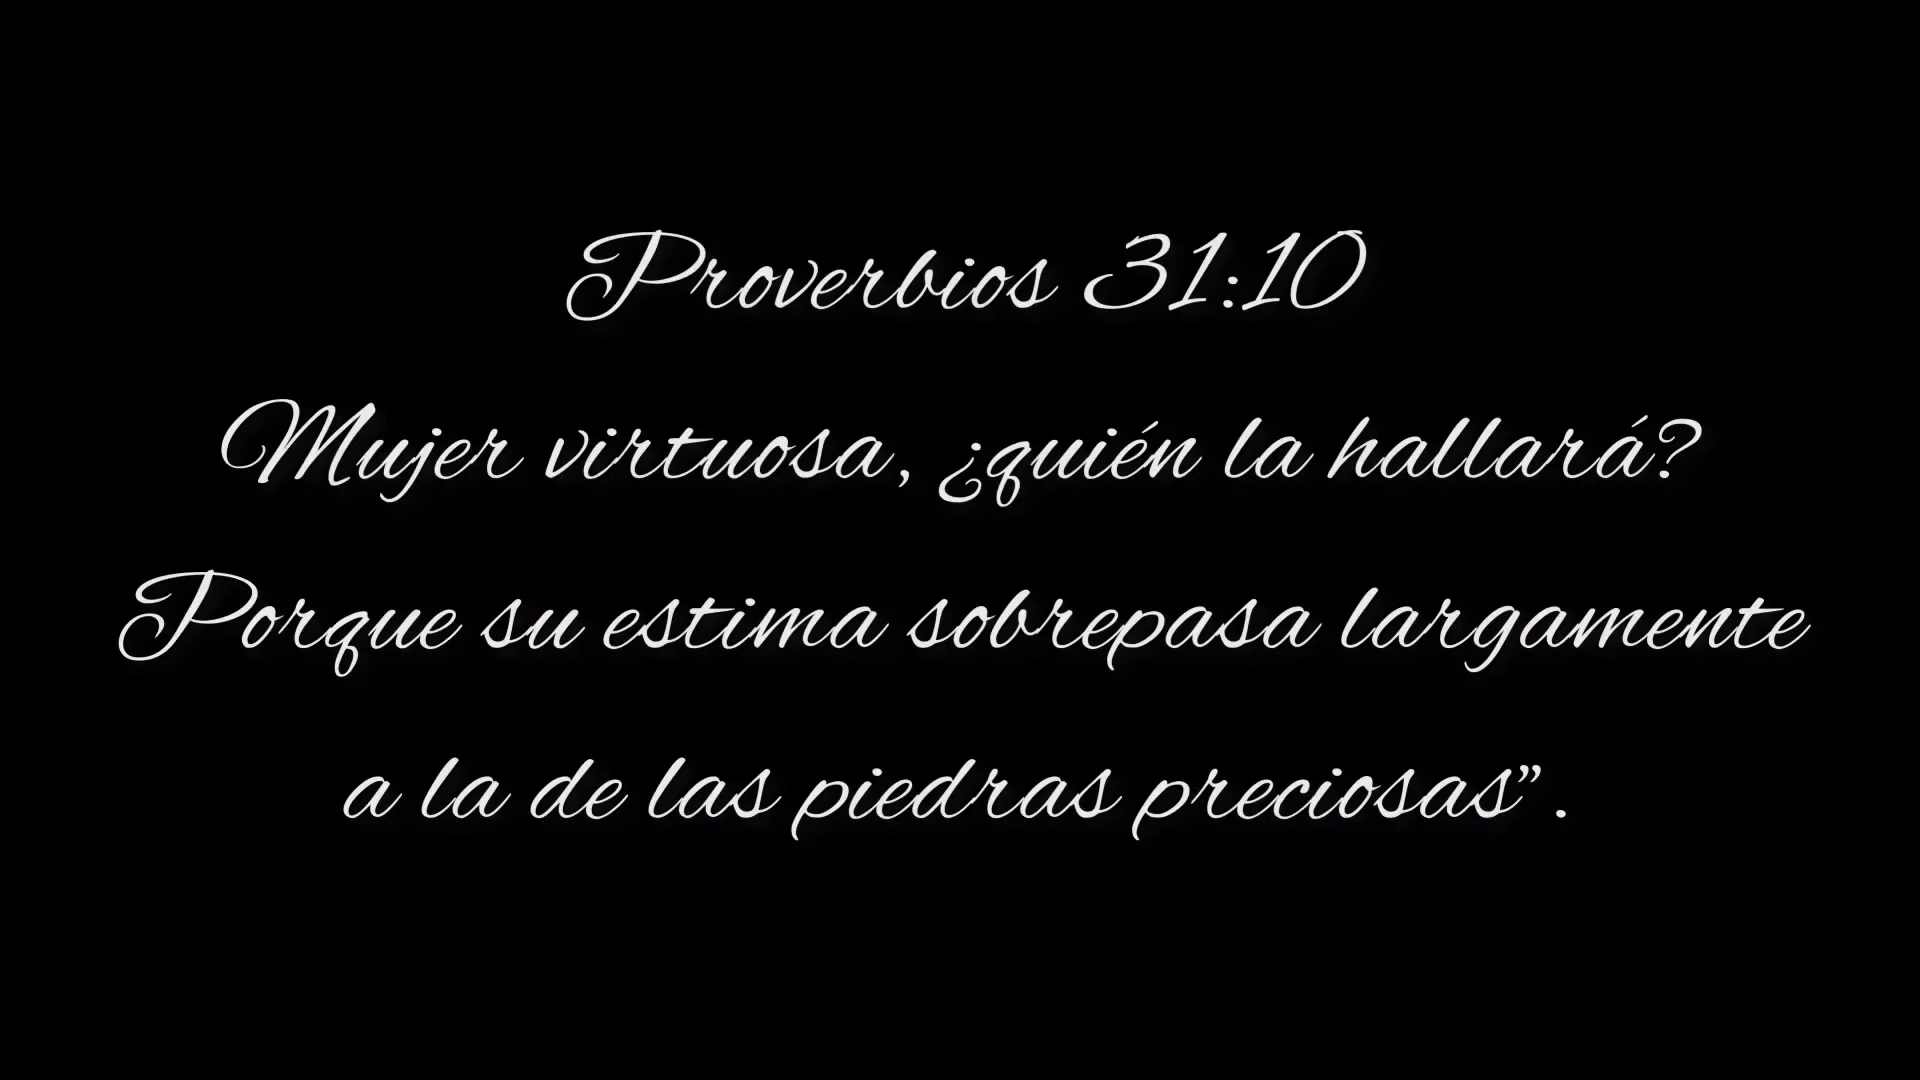 Proverbios 31:10
Mujer virtuosa, ¿quién la hallará?
Porque su estima sobrepasa largamente
a la de las piedras preciosas”.